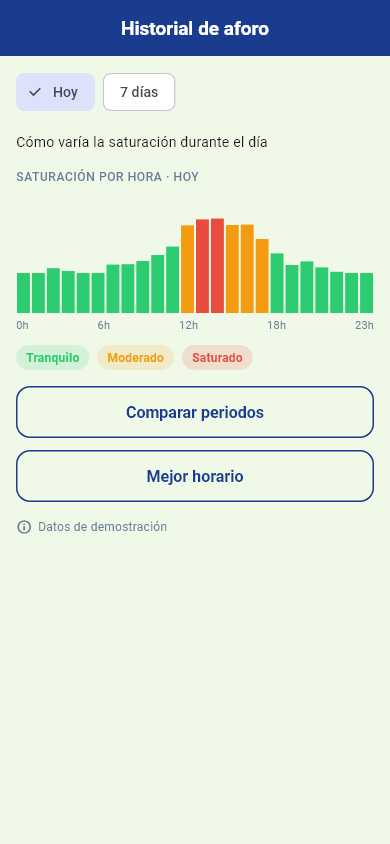 Historial de aforo
Hoy
7 días
Cómo varía la saturación durante el día
SATURACIÓN POR HORA · HOY
0h 6h 12h 18h 23h
Tranquilo Moderado Saturado
Comparar periodos
Mejor horario
Datos de demostración